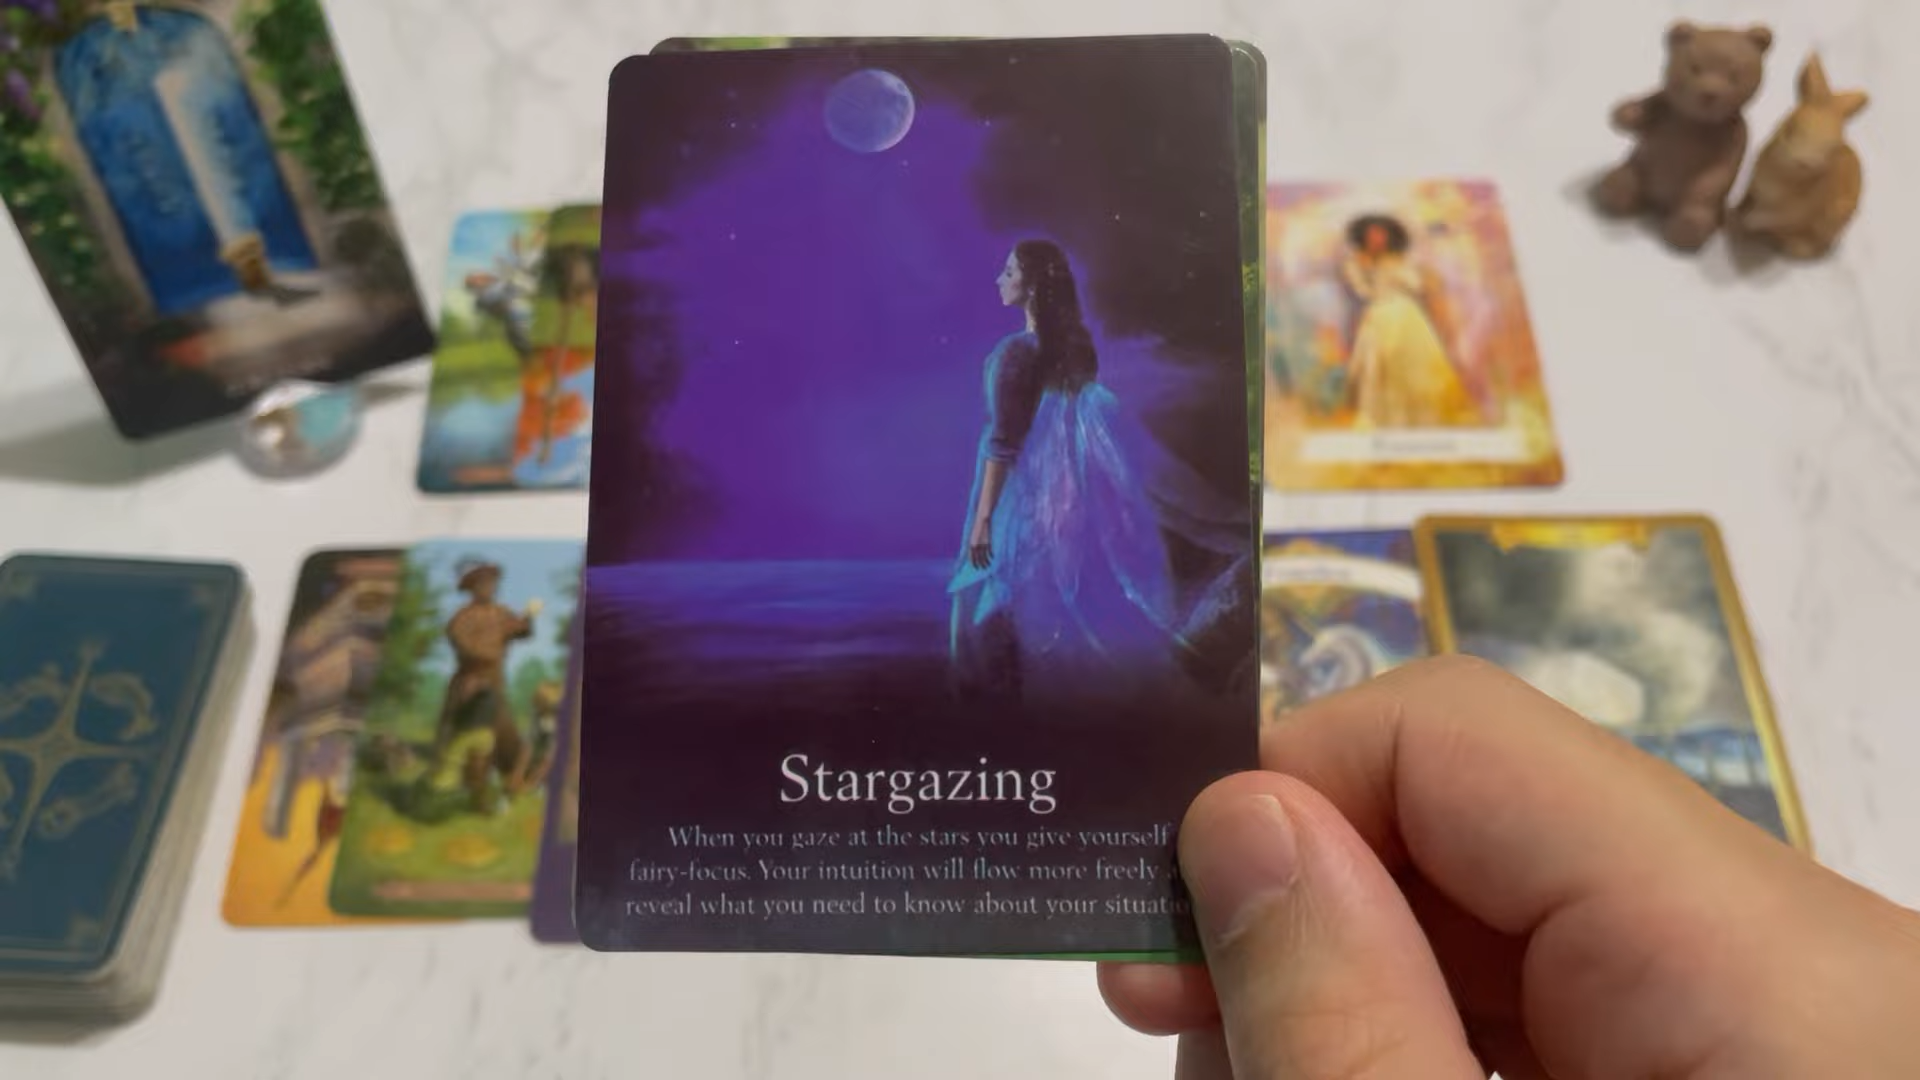 Stargazing
When you gaze at the stars you give yourself
fairy-focus. Your intuition will flow more freely
reveal what you need to know about your